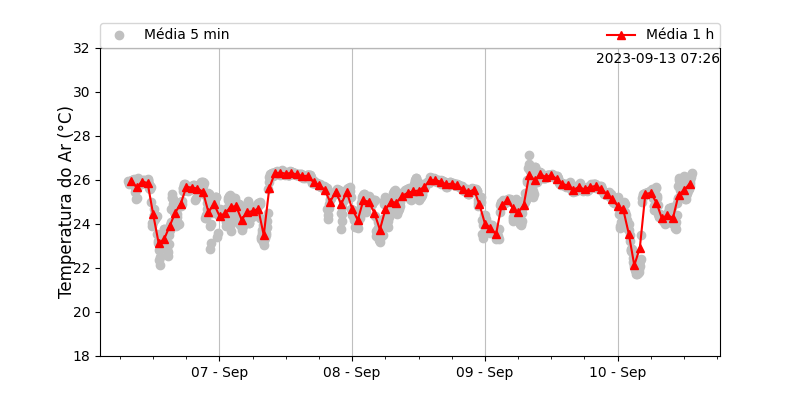 Média 5 min
Média 1 h
2023-09-13 07:26
Temperatura do Ar (°C)
32
30
28
26
24
22
20
18
07 - Sep
08 - Sep
09 - Sep
10 - Sep